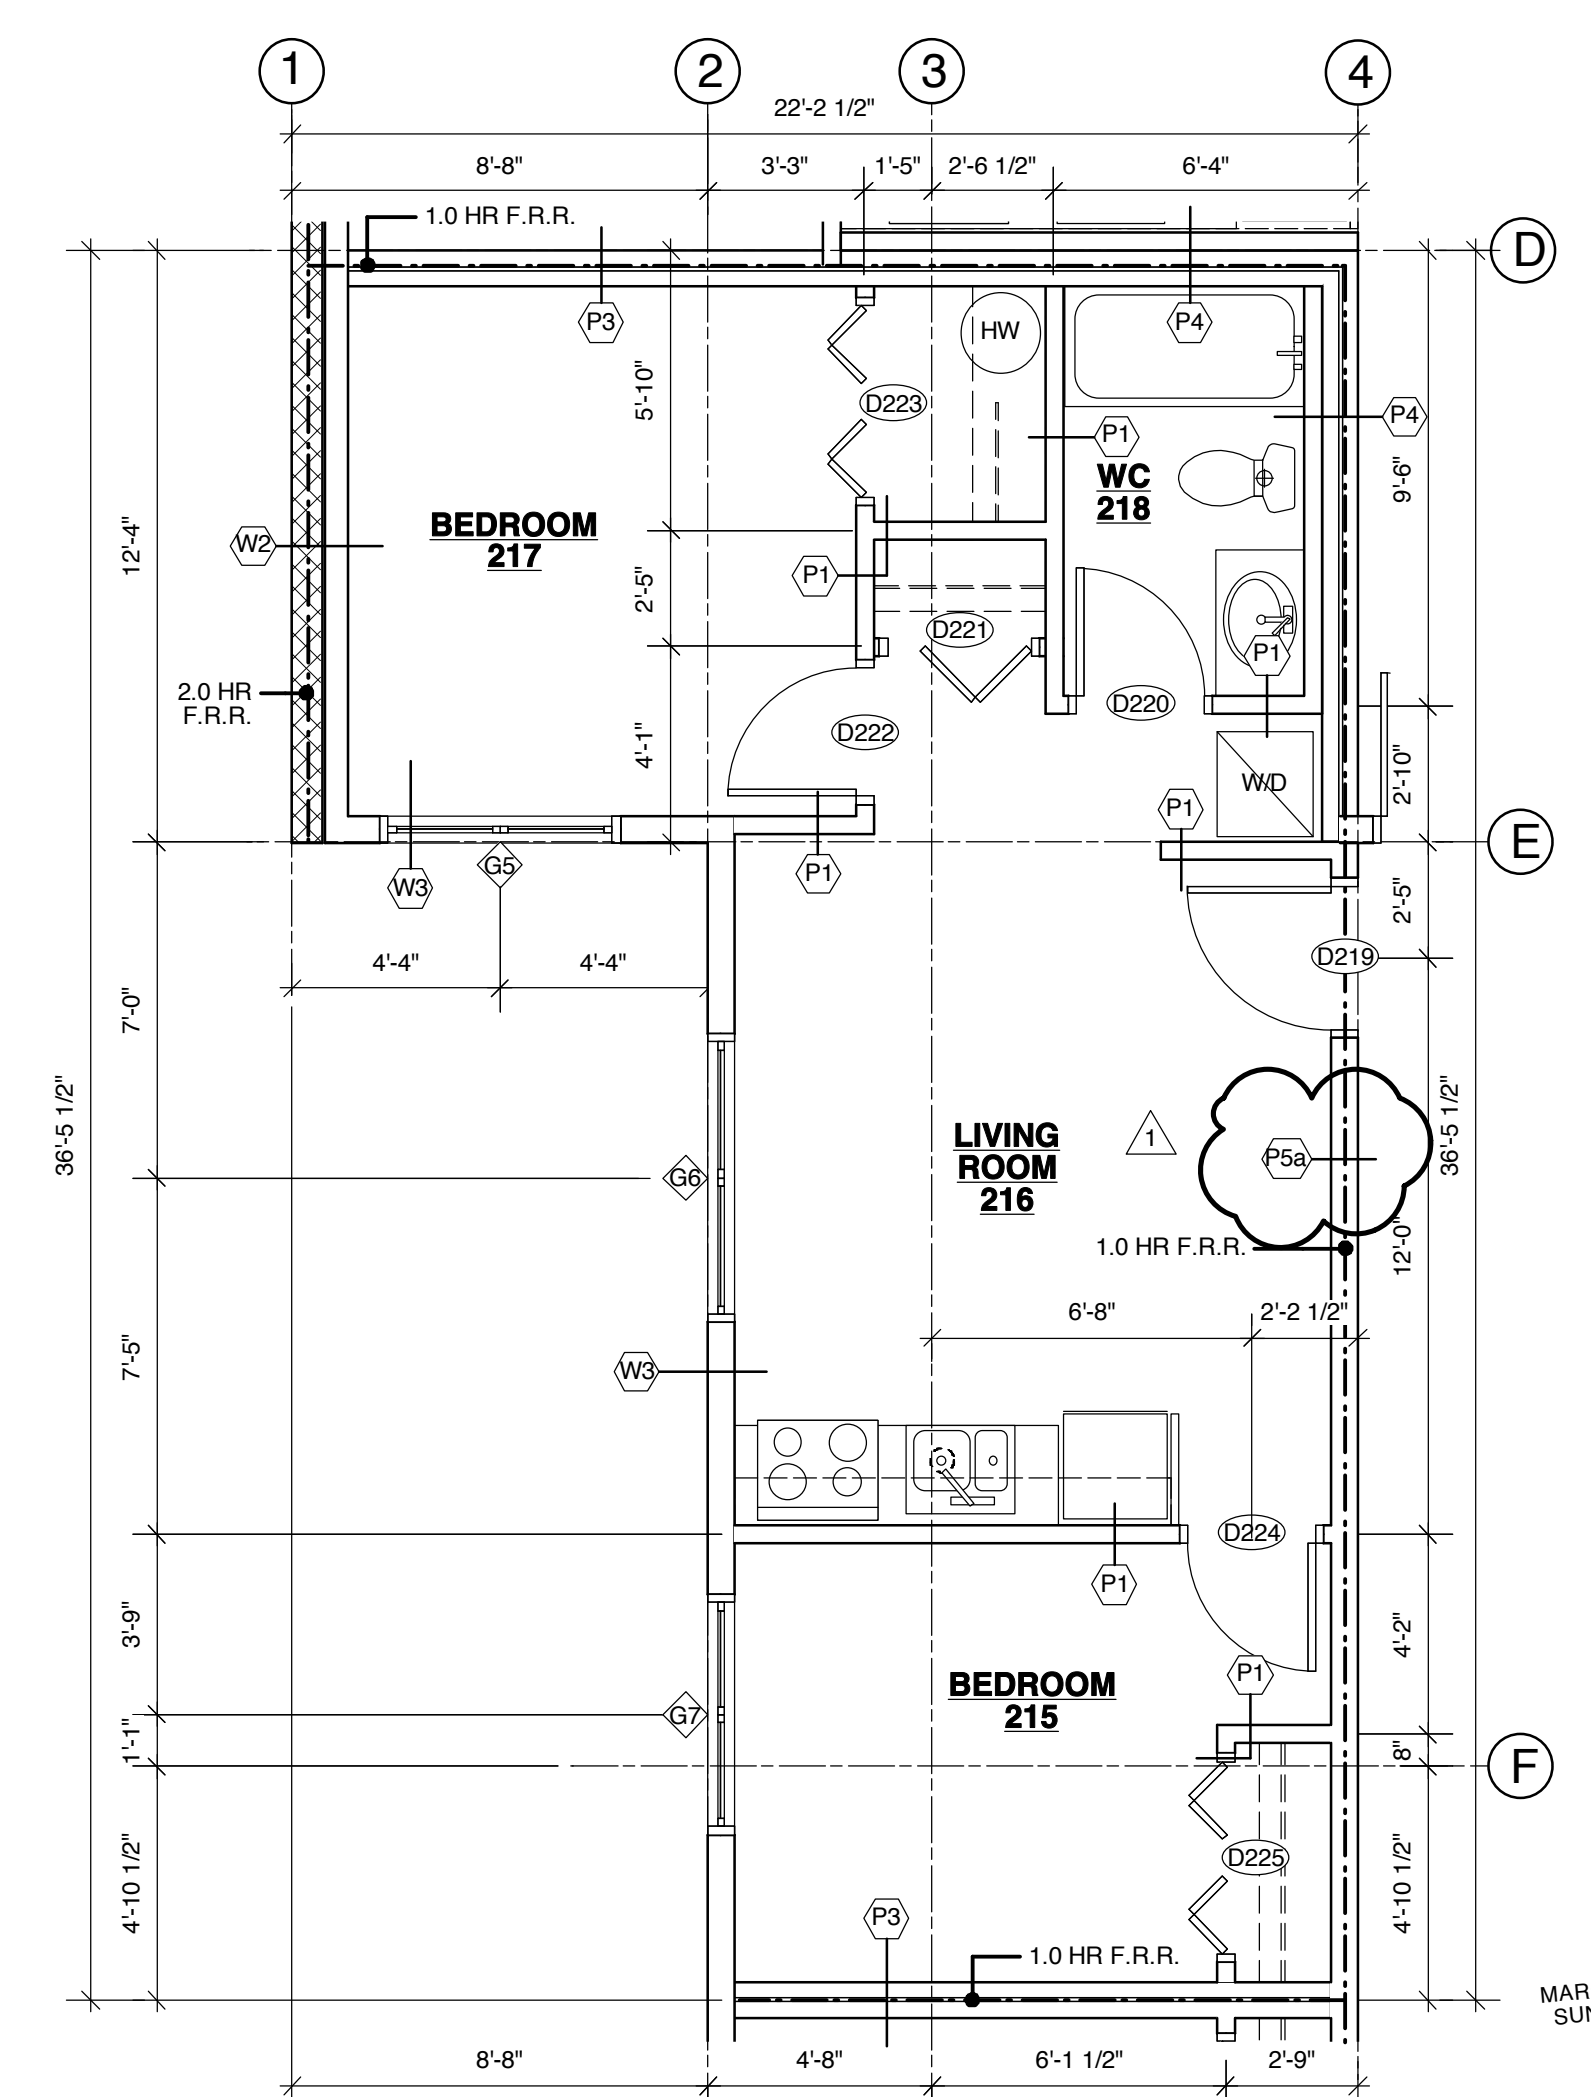 1
2
3
4
22'-2 1/2"
8'-8"
3'-3"
1'-5"
2'-6 1/2"
6'-4"
1.0 HR F.R.R.
D
P3
HW
P4
5'-10"
D223
P4
P1
WC
218
9'-6"
BEDROOM
217
12'-4"
W2
P1
2'-5"
D221
P1
2.0 HR
F.R.R.
D220
D222
4'-1"
W/D
2'-10"
P1
E
G5
W3
P1
2'-5"
D219
4'-4"
4'-4"
7'-0"
36'-5 1/2"
LIVING
ROOM
216
1
P5a
36'-5 1/2"
G6
1.0 HR F.R.R.
12'-0"
6'-8"
2'-2 1/2"
7'-5"
W3
D224
P1
3'-9"
4'-2"
P1
BEDROOM
215
G7
1'-1"
8"
F
D225
4'-10 1/2"
4'-10 1/2"
P3
1.0 HR F.R.R.
MAR
SUN
8'-8"
4'-8"
6'-1 1/2"
2'-9"